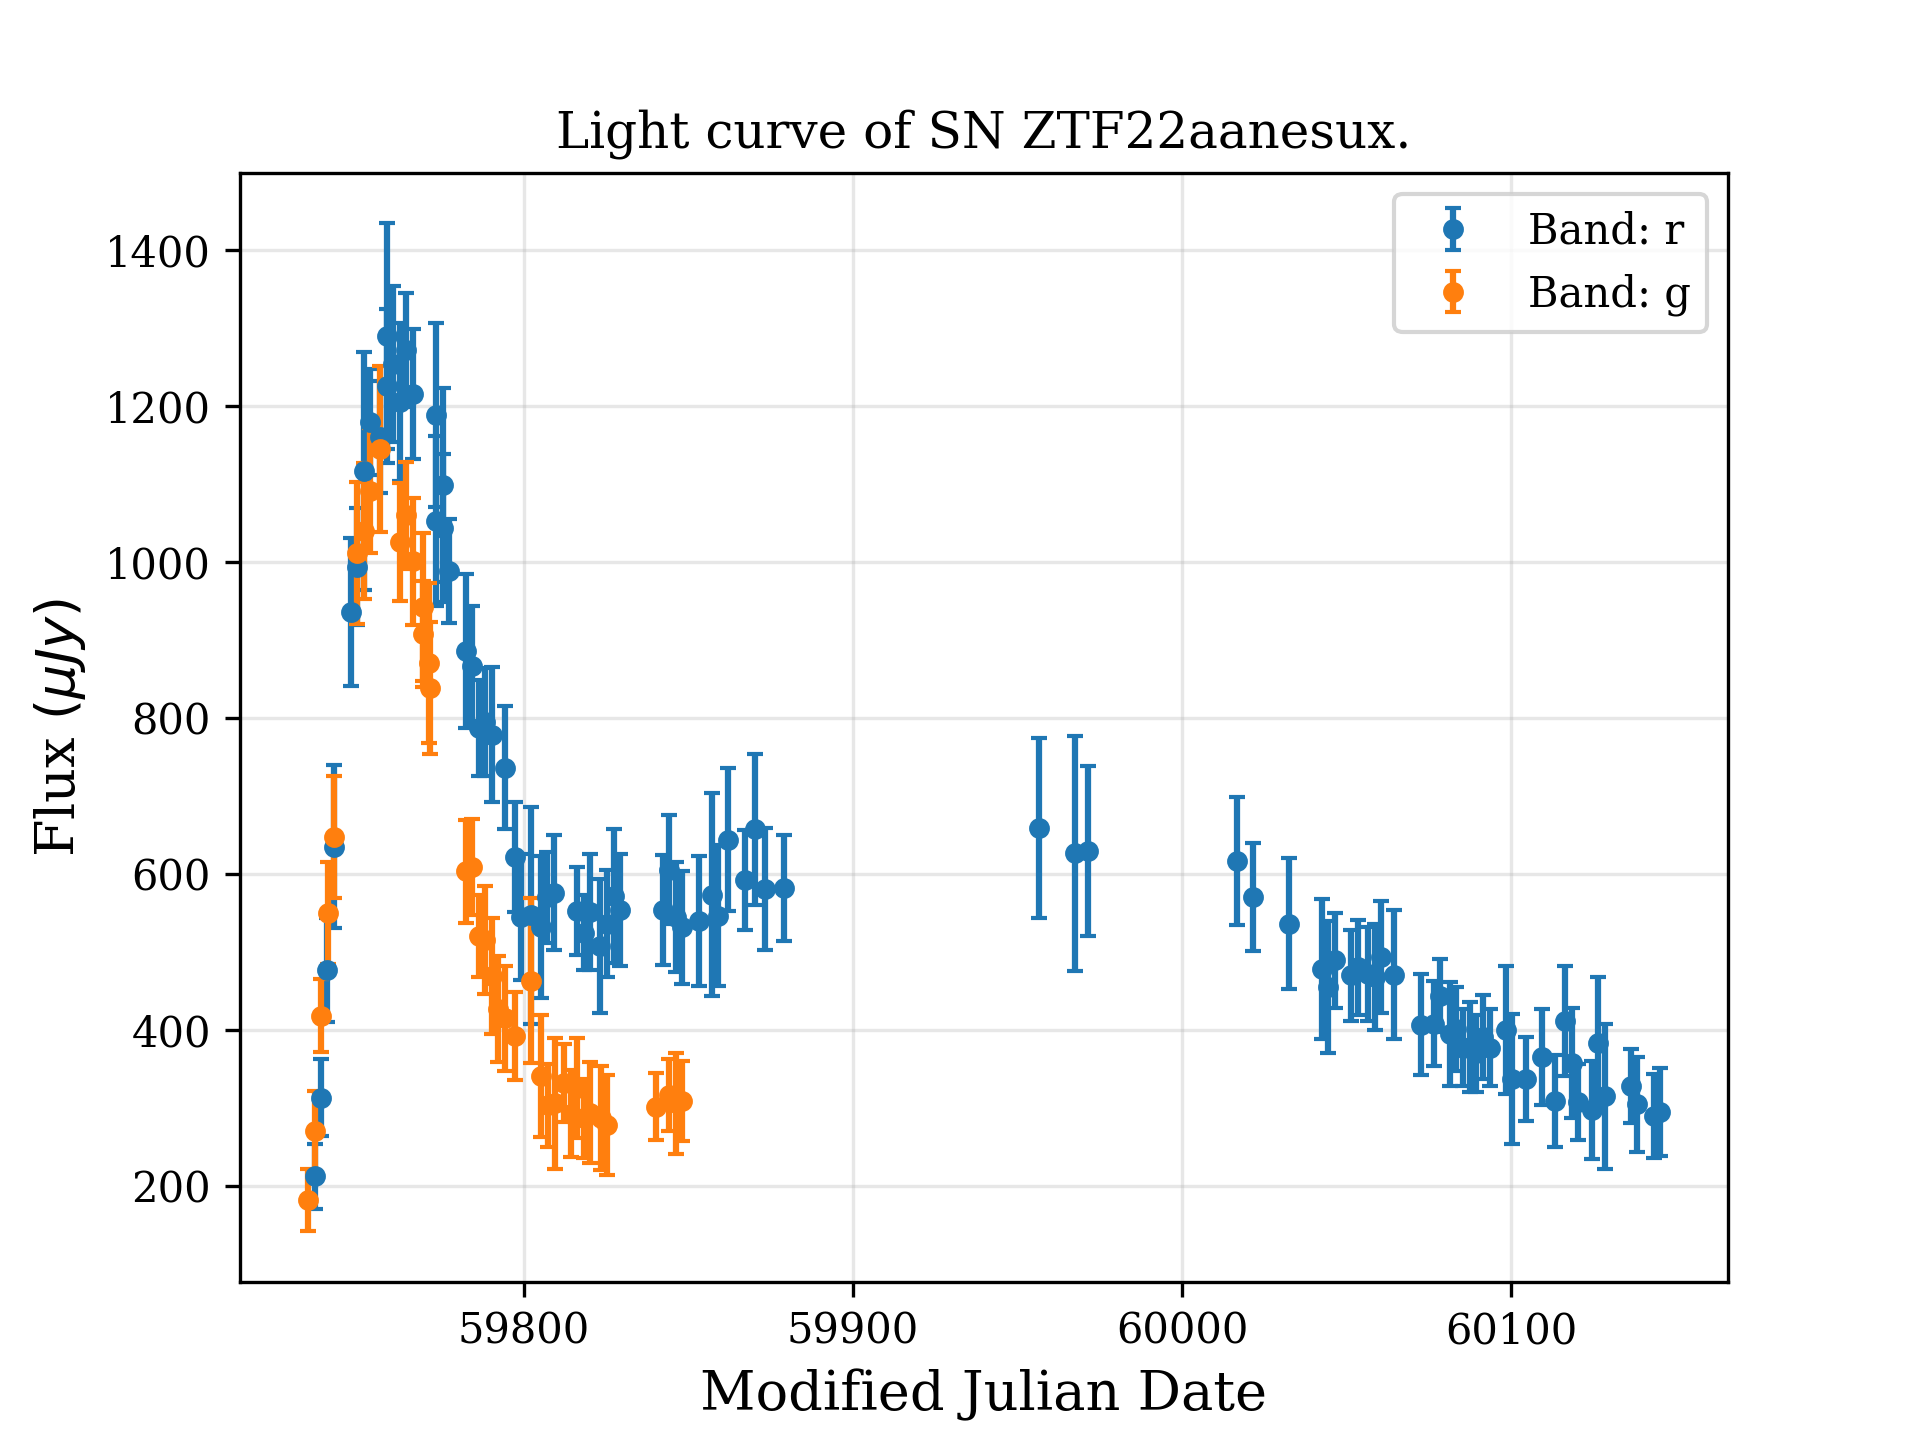 Light curve of SN ZTF22aanesux.
Band: r
Band: g
1400
1200
1000
800
600
400
200
Flux (μJy)
59800 59900 60000 60100
Modified Julian Date